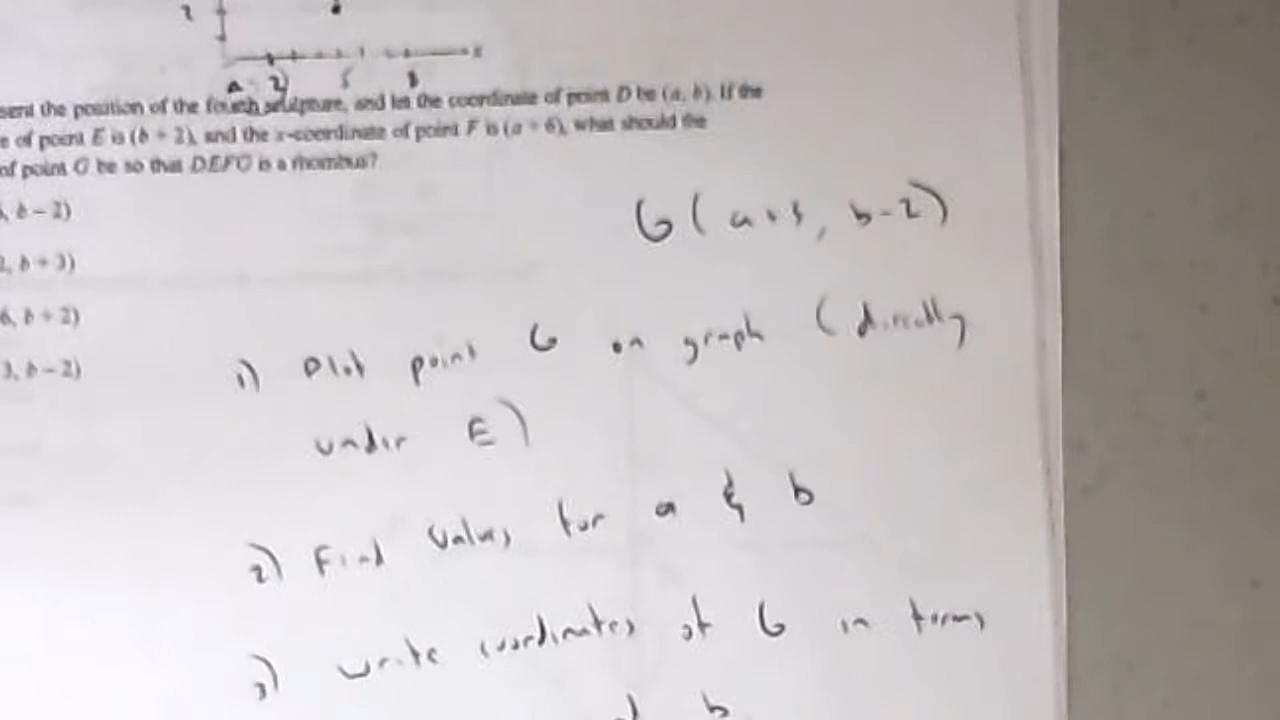 2
x
a 2 5 8
sent the position of the fourth sculpture, and let the coordinate of point D be (a, b). If the
e of point E is (b + 2), and the x-coordinate of point F is (a + 6), what should the
of point G be so that DEFG is a rhombus?
, b − 2)
G(a+3, b-2)
, b + 3)
6, b + 2)
3, b − 2)
1) Plot point G on graph (directly
under E)
2) Find values for a & b
3) write coordinates of G in terms
b